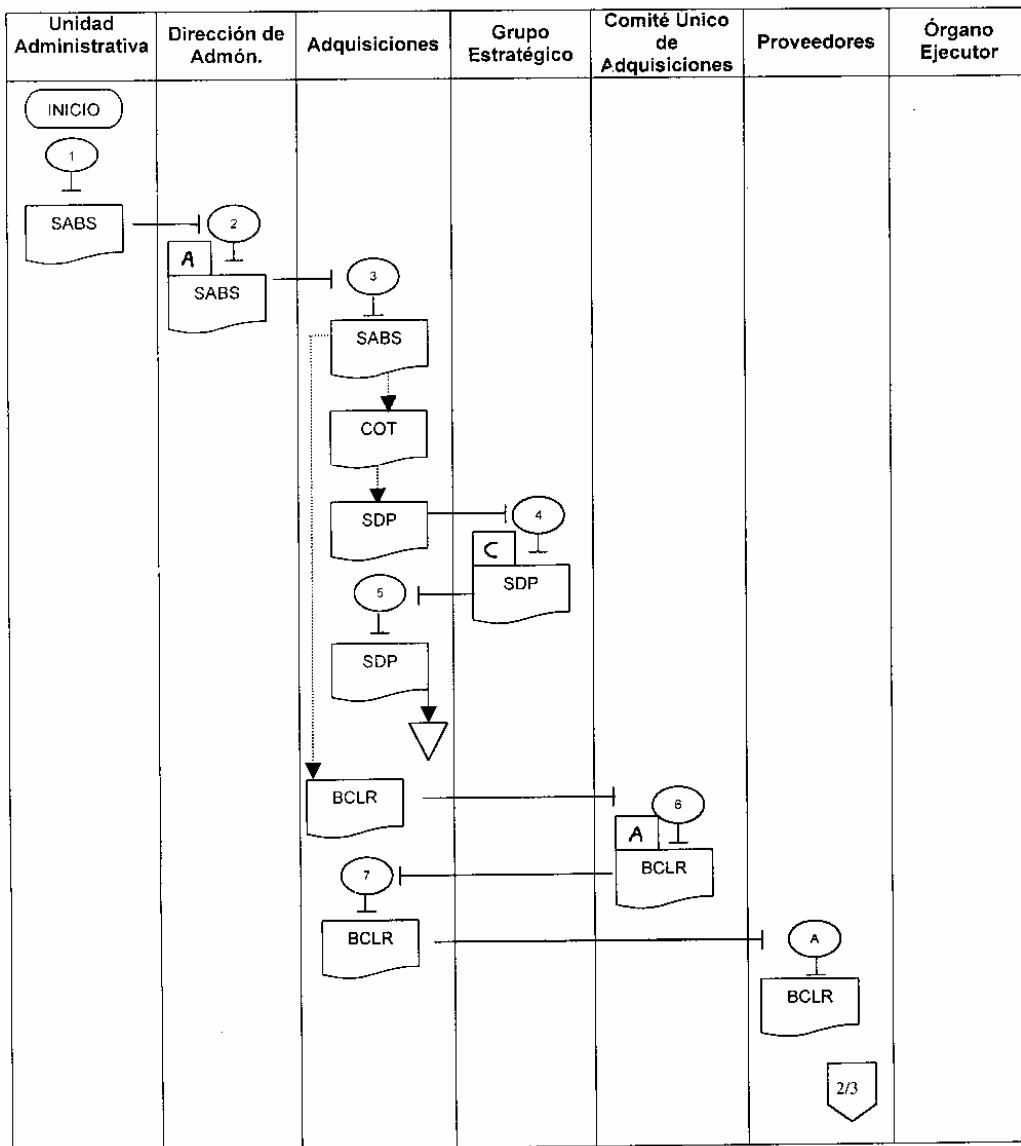 Unidad
Administrativa
Dirección de
Admón.
Adquisiciones
Grupo
Estratégico
Comité Unico
de
Adquisiciones
Proveedores
Órgano
Ejecutor
INICIO
1
SABS
2
A
SABS
3
SABS
COT
SDP
4
C
SDP
5
SDP
BCLR
6
A
BCLR
7
BCLR
A
BCLR
2/3